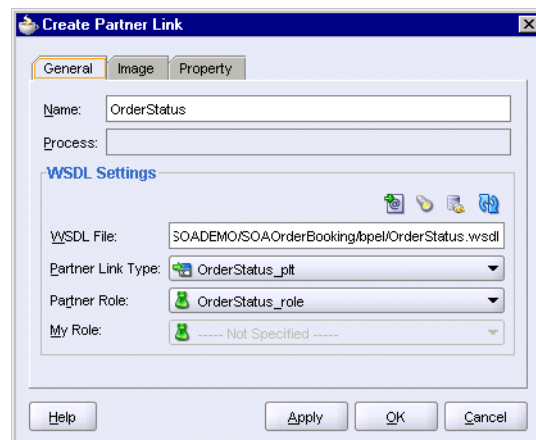 Create Partner Link
General Image Property
Name: OrderStatus
Process:
WSDL Settings
WSDL File: SOADEMO/SOAOrderBooking/bpel/OrderStatus.wsdl
Partner Link Type: OrderStatus_plt
Partner Role: OrderStatus_role
My Role: ----- Not Specified -----
Help Apply OK Cancel